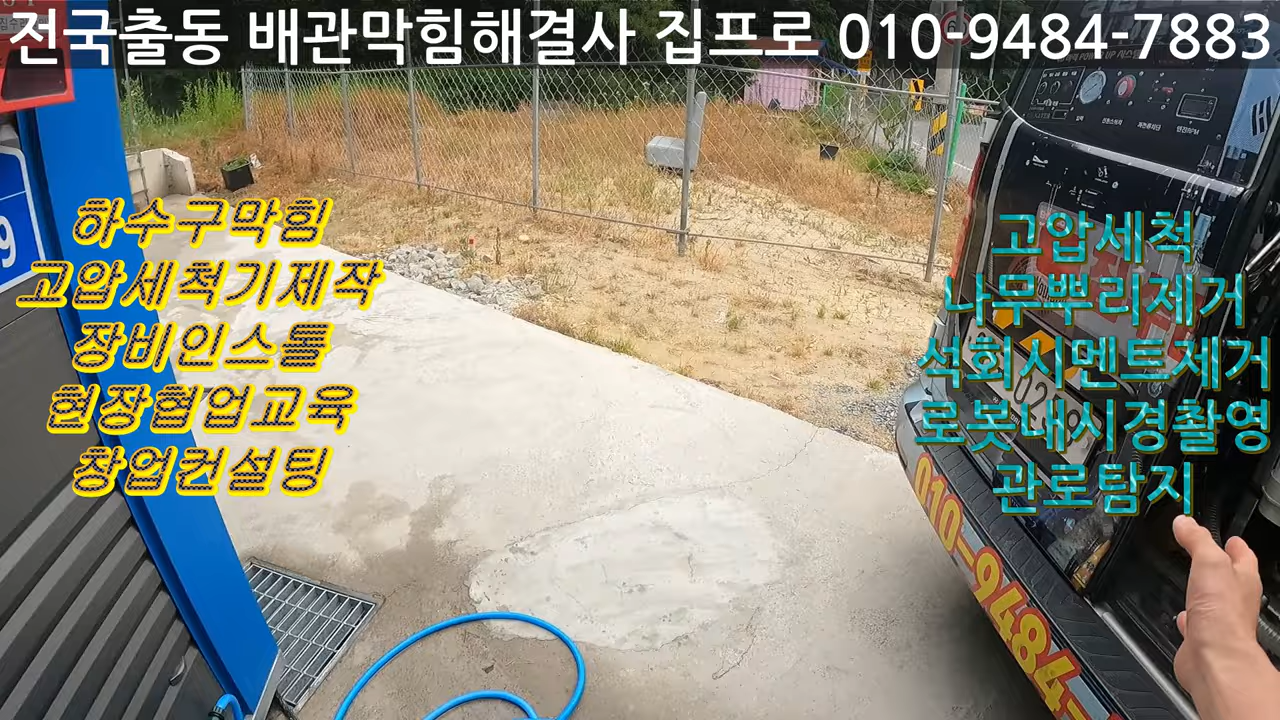 전국출동 배관막힘해결사 집프로 010-9484-7883
하수구막힘
고압세척기제작
장비인스톨
현장협업교육
창업컨설팅
고압세척
나무뿌리제거
석회시멘트제거
로봇내시경촬영
관로탐지
9
010-9484-